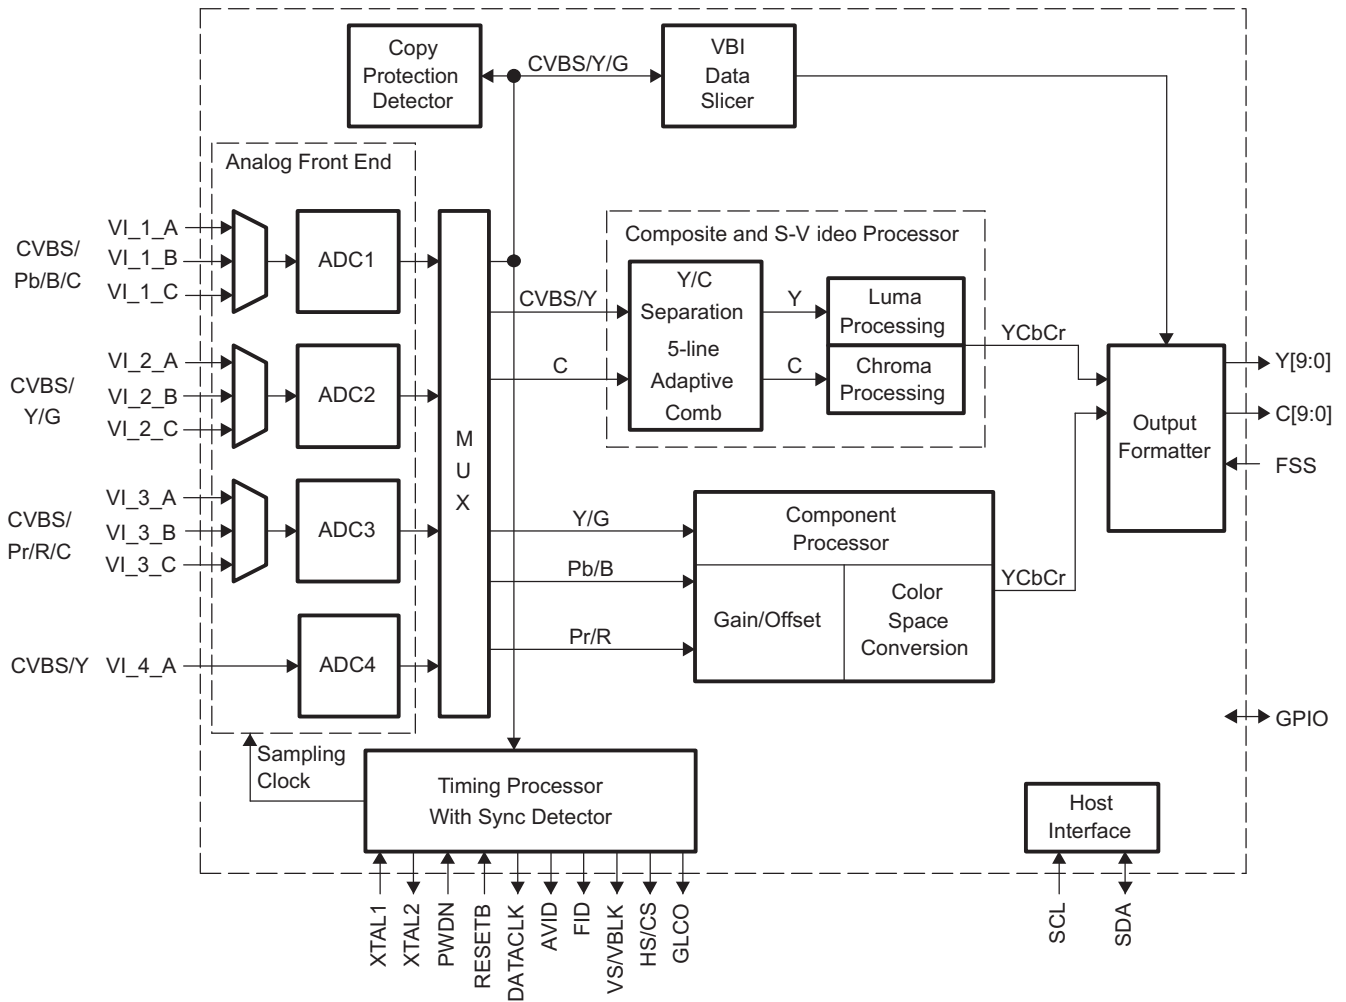 Copy
Protection
Detector
CVBS/Y/G
VBI
Data
Slicer
Analog Front End
VI_1_A
CVBS/
VI_1_B
Pb/B/C
VI_1_C
ADC1
VI_2_A
CVBS/
VI_2_B
Y/G
VI_2_C
ADC2
VI_3_A
CVBS/
VI_3_B
Pr/R/C
VI_3_C
ADC3
CVBS/Y
VI_4_A
ADC4
M
U
X
Composite and S-V ideo Processor
CVBS/Y
C
Y/C
Separation
5-line
Adaptive
Comb
Y
C
Luma
Processing
Chroma
Processing
YCbCr
Y/G
Pb/B
Pr/R
Component
Processor
Gain/Offset
Color
Space
Conversion
YCbCr
Output
Formatter
Y[9:0]
C[9:0]
FSS
GPIO
Sampling
Clock
Timing Processor
With Sync Detector
Host
Interface
XTAL1
XTAL2
PWDN
RESETB
DATACLK
AVID
FID
VS/VBLK
HS/CS
GLCO
SCL
SDA